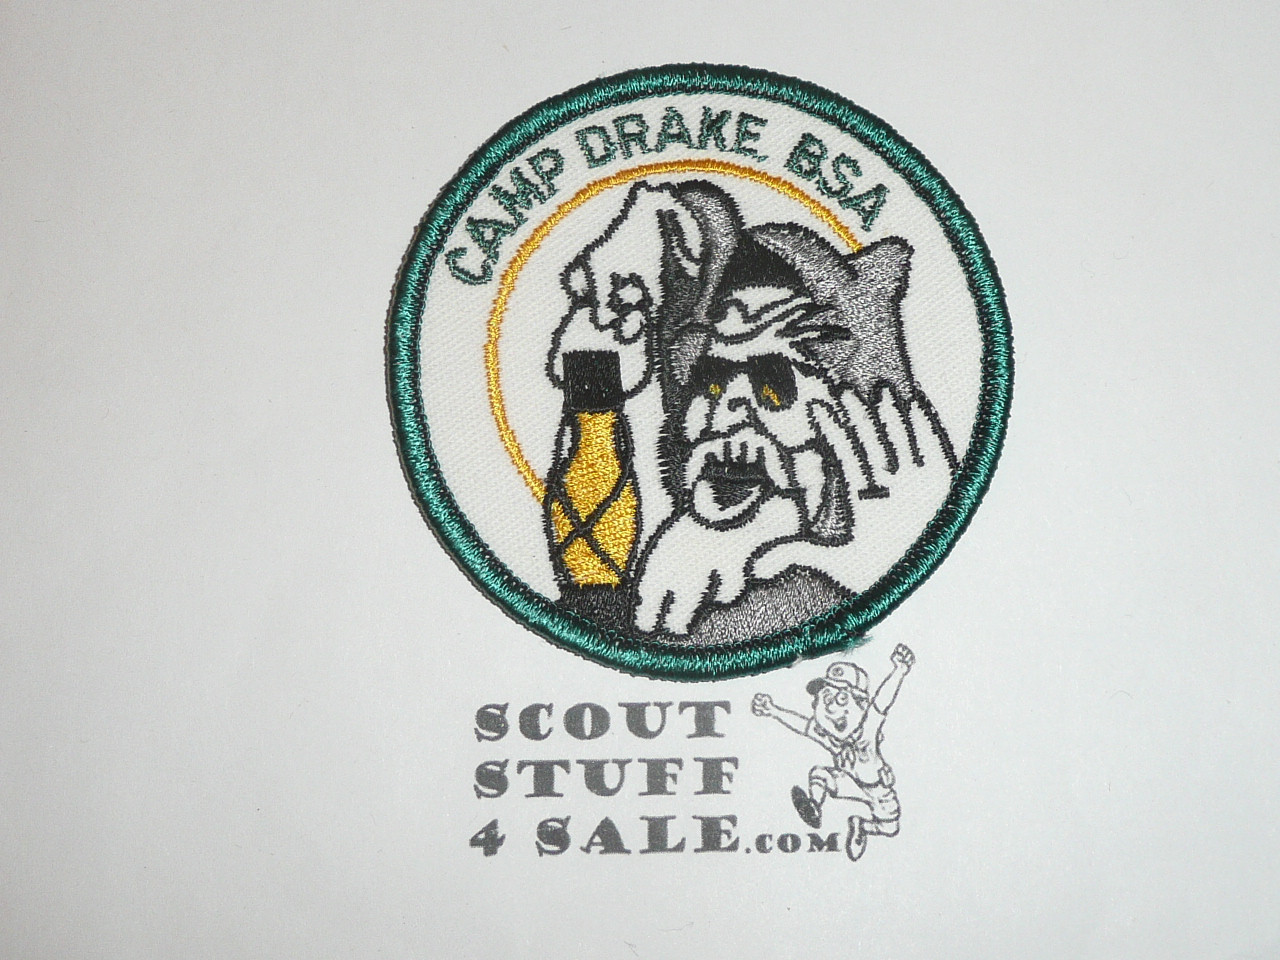 CAMP DRAKE, BSA
SCOUT
STUFF
4 SALE.COM